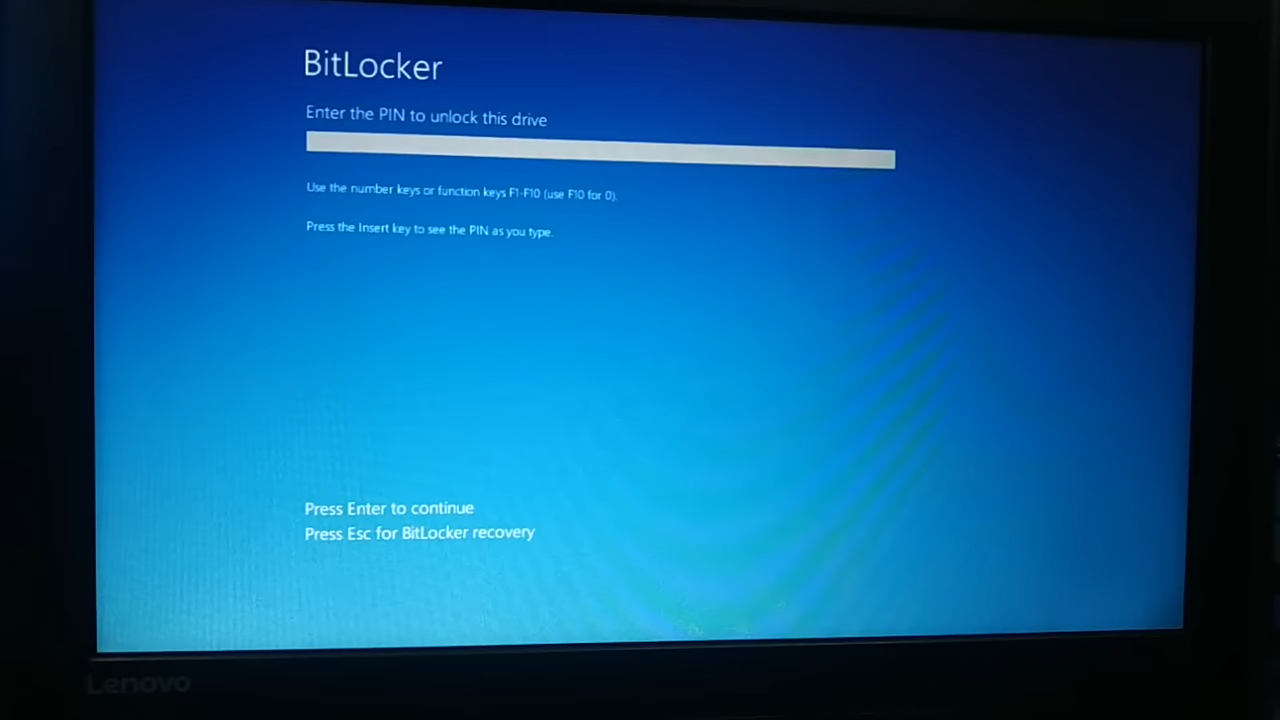 BitLocker
Enter the PIN to unlock this drive
Use the number keys or function keys F1-F10 (use F10 for 0).
Press the Insert key to see the PIN as you type.
Press Enter to continue
Press Esc for BitLocker recovery
Lenovo